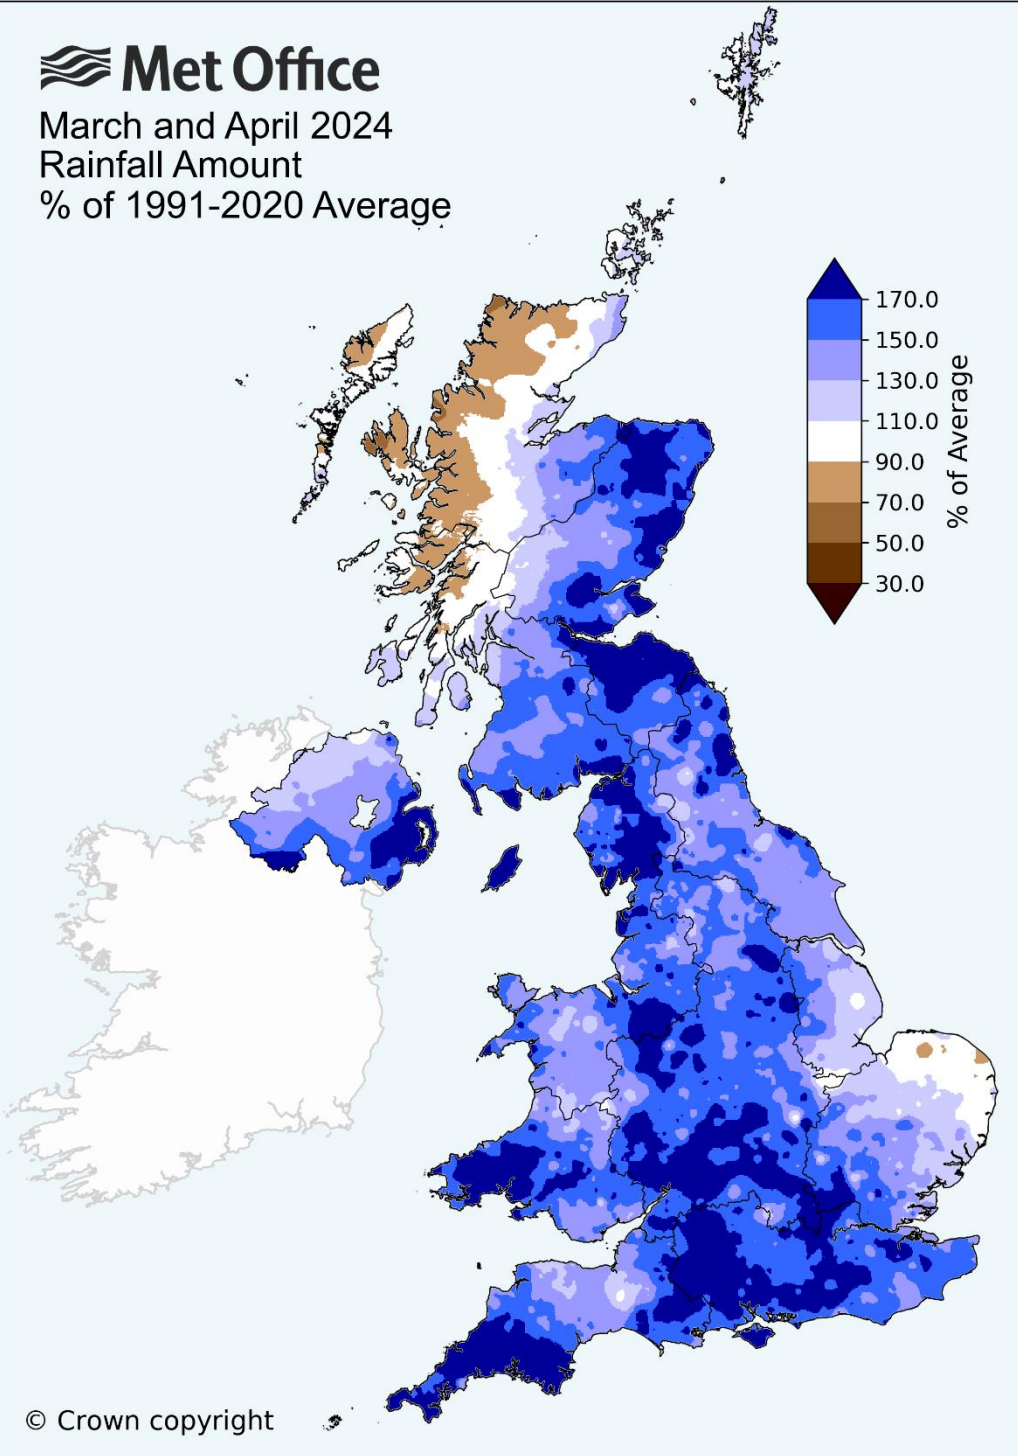 Met Office
March and April 2024
Rainfall Amount
% of 1991-2020 Average
170.0
150.0
130.0
110.0
90.0
70.0
50.0
30.0
% of Average
© Crown copyright